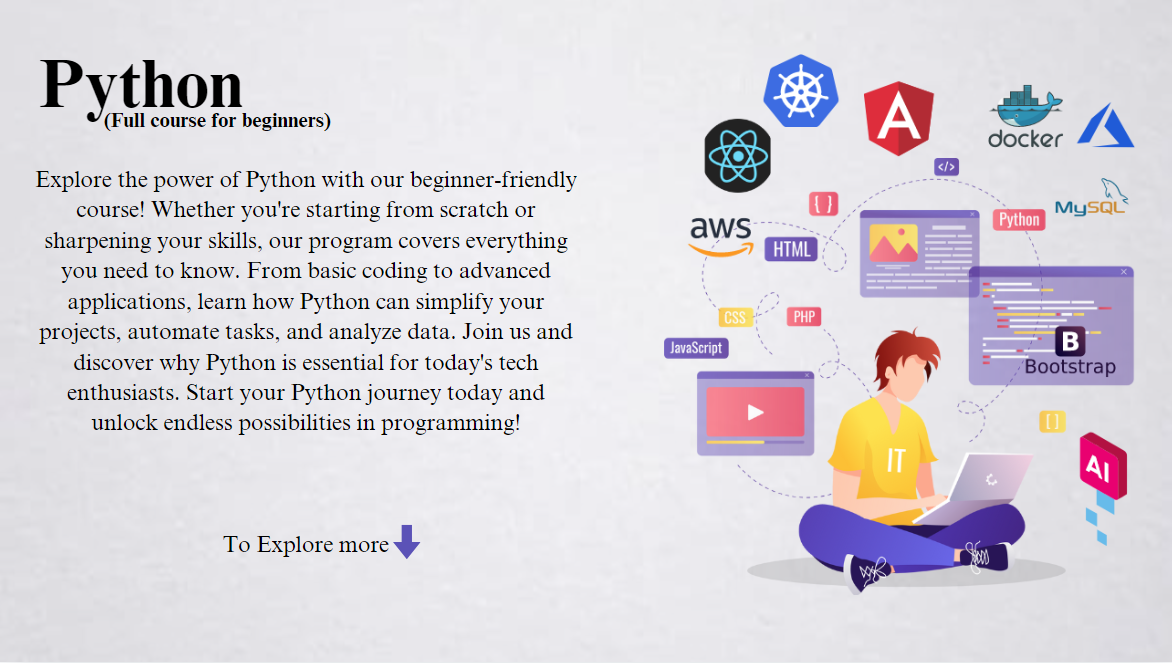 Python
(Full course for beginners)
Explore the power of Python with our beginner-friendly
course! Whether you're starting from scratch or
sharpening your skills, our program covers everything
you need to know. From basic coding to advanced
applications, learn how Python can simplify your
projects, automate tasks, and analyze data. Join us and
discover why Python is essential for today's tech
enthusiasts. Start your Python journey today and
unlock endless possibilities in programming!
To Explore more
A
docker
</>
{ }
Python
MySQL
aws
HTML
CSS
PHP
JavaScript
B
Bootstrap
[ ]
IT
AI